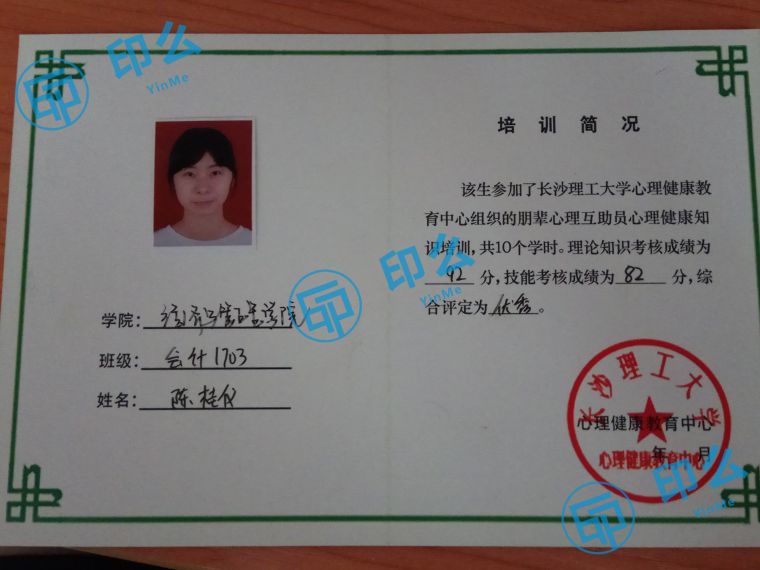 印么
YinMe
学院：经济与管理学院
班级：会计1703
姓名：陈桂仪
培训简况
该生参加了长沙理工大学心理健康教
育中心组织的朋辈心理互助员心理健康知
识培训，共10个学时。理论知识考核成绩为
92分，技能考核成绩为82分，综
合评定为优秀。
印么
YinMe
长沙理工大学
心理健康教育中心
年 月
心理健康教育中心
印么
YinMe